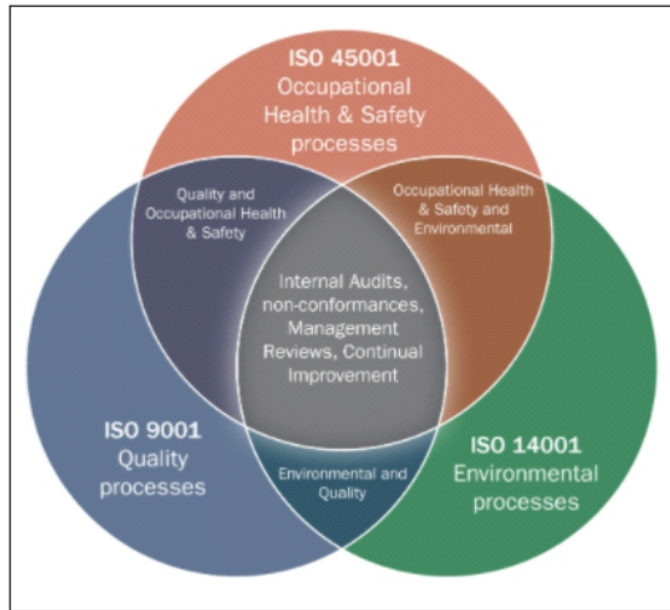 ISO 45001
Occupational
Health & Safety
processes
Quality and
Occupational Health
& Safety
Occupational Health
& Safety and
Environmental
Internal Audits,
non-conformances,
Management
Reviews, Continual
Improvement
ISO 9001
Quality
processes
Environmental and
Quality
ISO 14001
Environmental
processes